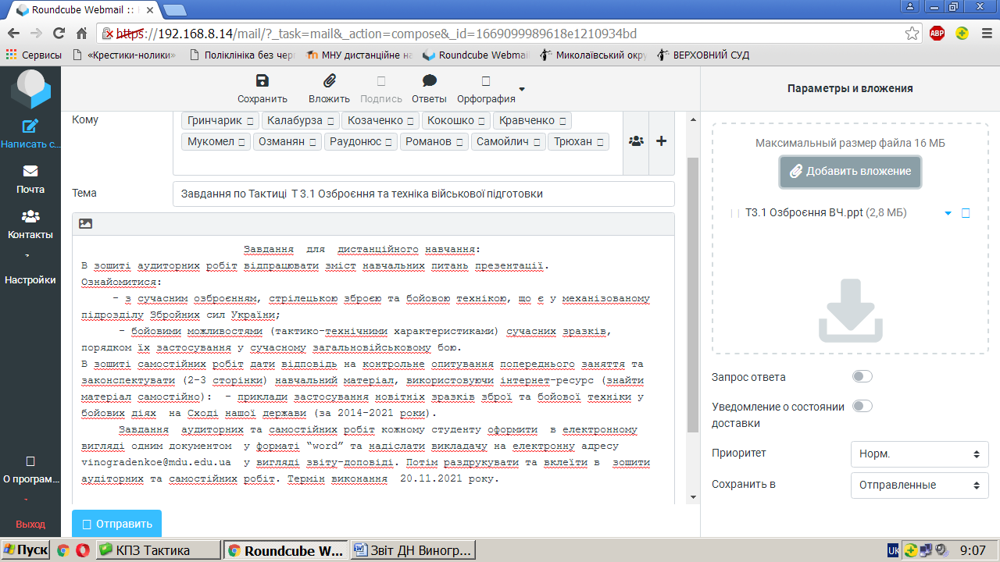 Roundcube Webmail ::
https://192.168.8.14/mail/?_task=mail&_action=compose&_id=1669099989618e1210934bd
ABP
Сервисы «Крестики-нолики» Поліклініка без чер МНУ дистанційне на Roundcube Webmail Миколаївський окру ВЕРХОВНИЙ СУД
Написать с...
Почта
Контакты
Настройки
О програм...
Выход
Сохранить Вложить Подпись Ответы Орфография
Кому
Гринчарик Калабурза Козаченко Кокошко Кравченко
Мукомел Озманян Раудонюс Романов Самойлич Трюхан
Тема
Завдання по Тактиці Т 3.1 Озброєння та техніка військової підготовки
Завдання для дистанційного навчання:
В зошиті аудиторних робіт відпрацювати зміст навчальних питань презентації.
Ознайомитися:
- з сучасним озброєнням, стрілецькою зброєю та бойовою технікою, що є у механізованому
підрозділу Збройних сил України;
- бойовими можливостями (тактико-технічними характеристиками) сучасних зразків,
порядком їх застосування у сучасному загальновійськовому бою.
В зошиті самостійних робіт дати відповідь на контрольне опитування попереднього заняття та
законспектувати (2-3 сторінки) навчальний матеріал, використовуючи інтернет-ресурс (знайти
матеріал самостійно): - приклади застосування новітніх зразків зброї та бойової техніки у
бойових діях на Сході нашої держави (за 2014-2021 роки).
Завдання аудиторних та самостійних робіт кожному студенту оформити в електронному
вигляді одним документом у форматі “word” та надіслати викладачу на електронну адресу
vinogradenkoe@mdu.edu.ua у вигляді звіту-доповіді. Потім раздрукувати та вклеїти в зошити
аудіторних та самостійних робіт. Термін виконання 20.11.2021 року.
Отправить
Параметры и вложения
Максимальный размер файла 16 МБ
Добавить вложение
Т3.1 Озброєння ВЧ.ppt (2,8 МБ)
Запрос ответа
Уведомление о состоянии
доставки
Приоритет Норм.
Сохранить в Отправленные
Пуск КПЗ Тактика Roundcube W... Звіт ДН Виногр... UK 9:07